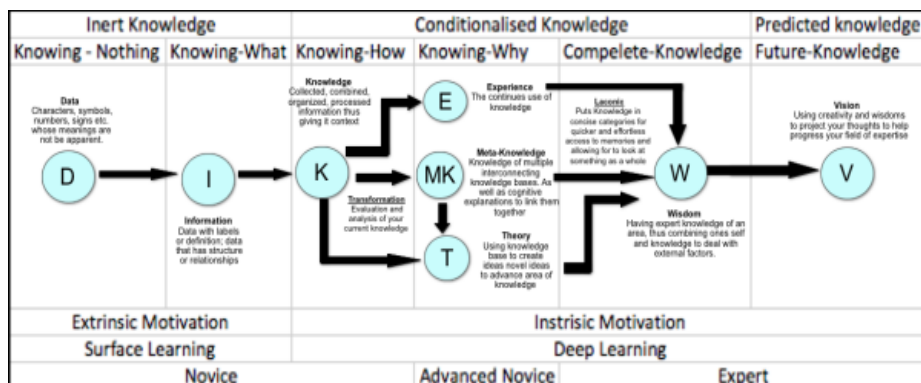 Inert Knowledge
Conditionalised Knowledge
Predicted knowledge
Knowing - Nothing
Knowing-What
Knowing-How
Knowing-Why
Compelete-Knowledge
Future-Knowledge
Data
Characters, symbols,
numbers, signs etc.
whose meanings are
not be apparent.
D
I
Information
Data with labels
or definition; data
that has structure
or relationships
Knowledge
Collected, combined,
organized, processed
information thus
giving it context
K
Transformation
Evaluation and
analysis of your
current knowledge
E
Experience
The continues use of
knowledge
MK
Meta-Knowledge
Knowledge of multiple
interconnecting
knowledge bases. As
well as cognitive
explanations to link them
together
T
Theory
Using knowledge
base to create
ideas novel ideas
to advance area of
knowledge
Laconic
Puts Knowledge in
concise categories for
quicker and effortless
access to memories and
allowing for to look at
something as a whole
W
Wisdom
Having expert knowledge of an
area, thus combining ones self
and knowledge to deal with
external factors.
Vision
Using creativity and wisdoms
to project your thoughts to help
progress your field of expertise
V
Extrinsic Motivation
Instrisic Motivation
Surface Learning
Deep Learning
Novice
Advanced Novice
Expert